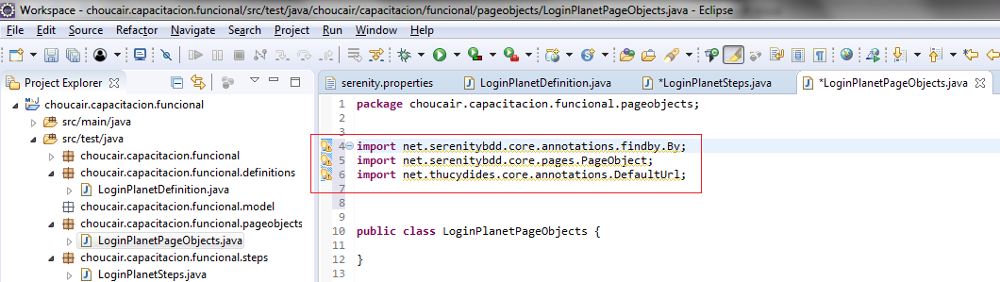 Workspace - choucair.capacitacion.funcional/src/test/java/choucair/capacitacion/funcional/pageobjects/LoginPlanetPageObjects.java - Eclipse
File Edit Source Refactor Navigate Search Project Run Window Help
Project Explorer
choucair.capacitacion.funcional
src/main/java
src/test/java
choucair.capacitacion.funcional
choucair.capacitacion.funcional.definitions
LoginPlanetDefinition.java
choucair.capacitacion.funcional.model
choucair.capacitacion.funcional.pageobjects
LoginPlanetPageObjects.java
choucair.capacitacion.funcional.steps
LoginPlanetSteps.java
serenity.properties LoginPlanetDefinition.java *LoginPlanetSteps.java *LoginPlanetPageObjects.java
1 package choucair.capacitacion.funcional.pageobjects;
2
3
4 import net.serenitybdd.core.annotations.findby.By;
5 import net.serenitybdd.core.pages.PageObject;
6 import net.thucydides.core.annotations.DefaultUrl;
7
8
9
10 public class LoginPlanetPageObjects {
11
12 }
13